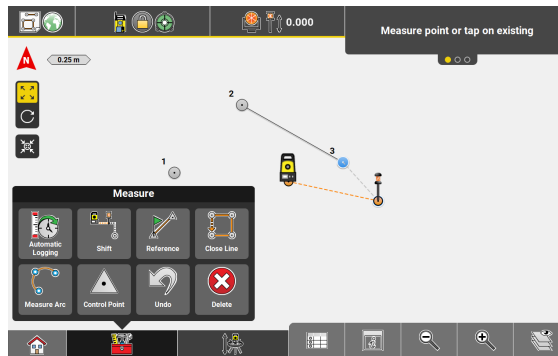 0.000
Measure point or tap on existing
N
0.25 m
2
3
1
Measure
Automatic
Logging
Shift
Reference
Close Line
Measure Arc
Control Point
Undo
Delete